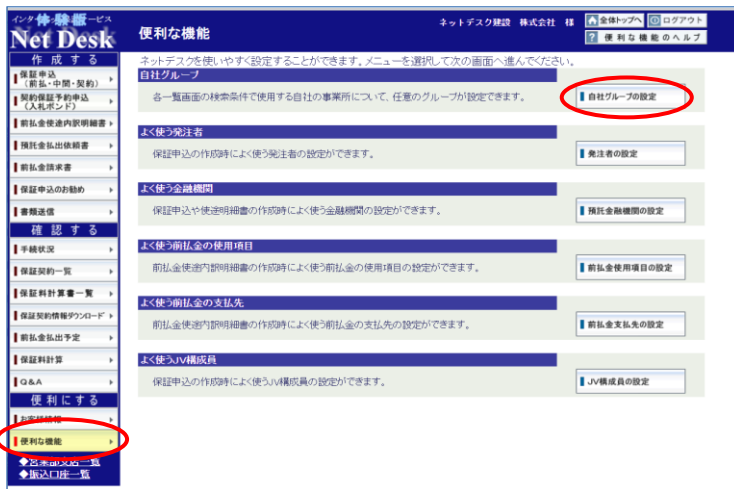 インタ体験版ービス
Net Desk
便利な機能
ネットデスク建設 株式会社 様
全体トップへ
ログアウト
便利な機能のヘルプ
作成する
保証申込
(前払・中間・契約)
契約保証予約申込
(入札ボンド)
前払金使途内訳明細書
預託金払出依頼書
前払金請求書
保証申込のお勧め
書類送信
確認する
手続状況
保証契約一覧
保証料計算書一覧
保証契約情報ダウンロード
前払金払出予定
保証料計算
Q&A
便利にする
お客様情報
便利な機能
◆営業部支店一覧
◆振込口座一覧
ネットデスクを使いやすく設定することができます。メニューを選択して次の画面へ進んでください。
自社グループ
各一覧画面の検索条件で使用する自社の事業所について、任意のグループが設定できます。
自社グループの設定
よく使う発注者
保証申込の作成時によく使う発注者の設定ができます。
発注者の設定
よく使う金融機関
保証申込や使途明細書の作成時によく使う金融機関の設定ができます。
預託金融機関の設定
よく使う前払金の使用項目
前払金使途内訳明細書の作成時によく使う前払金の使用項目の設定ができます。
前払金使用項目の設定
よく使う前払金の支払先
前払金使途内訳明細書の作成時によく使う前払金の支払先の設定ができます。
前払金支払先の設定
よく使うJV構成員
保証申込の作成時によく使うJV構成員の設定ができます。
JV構成員の設定